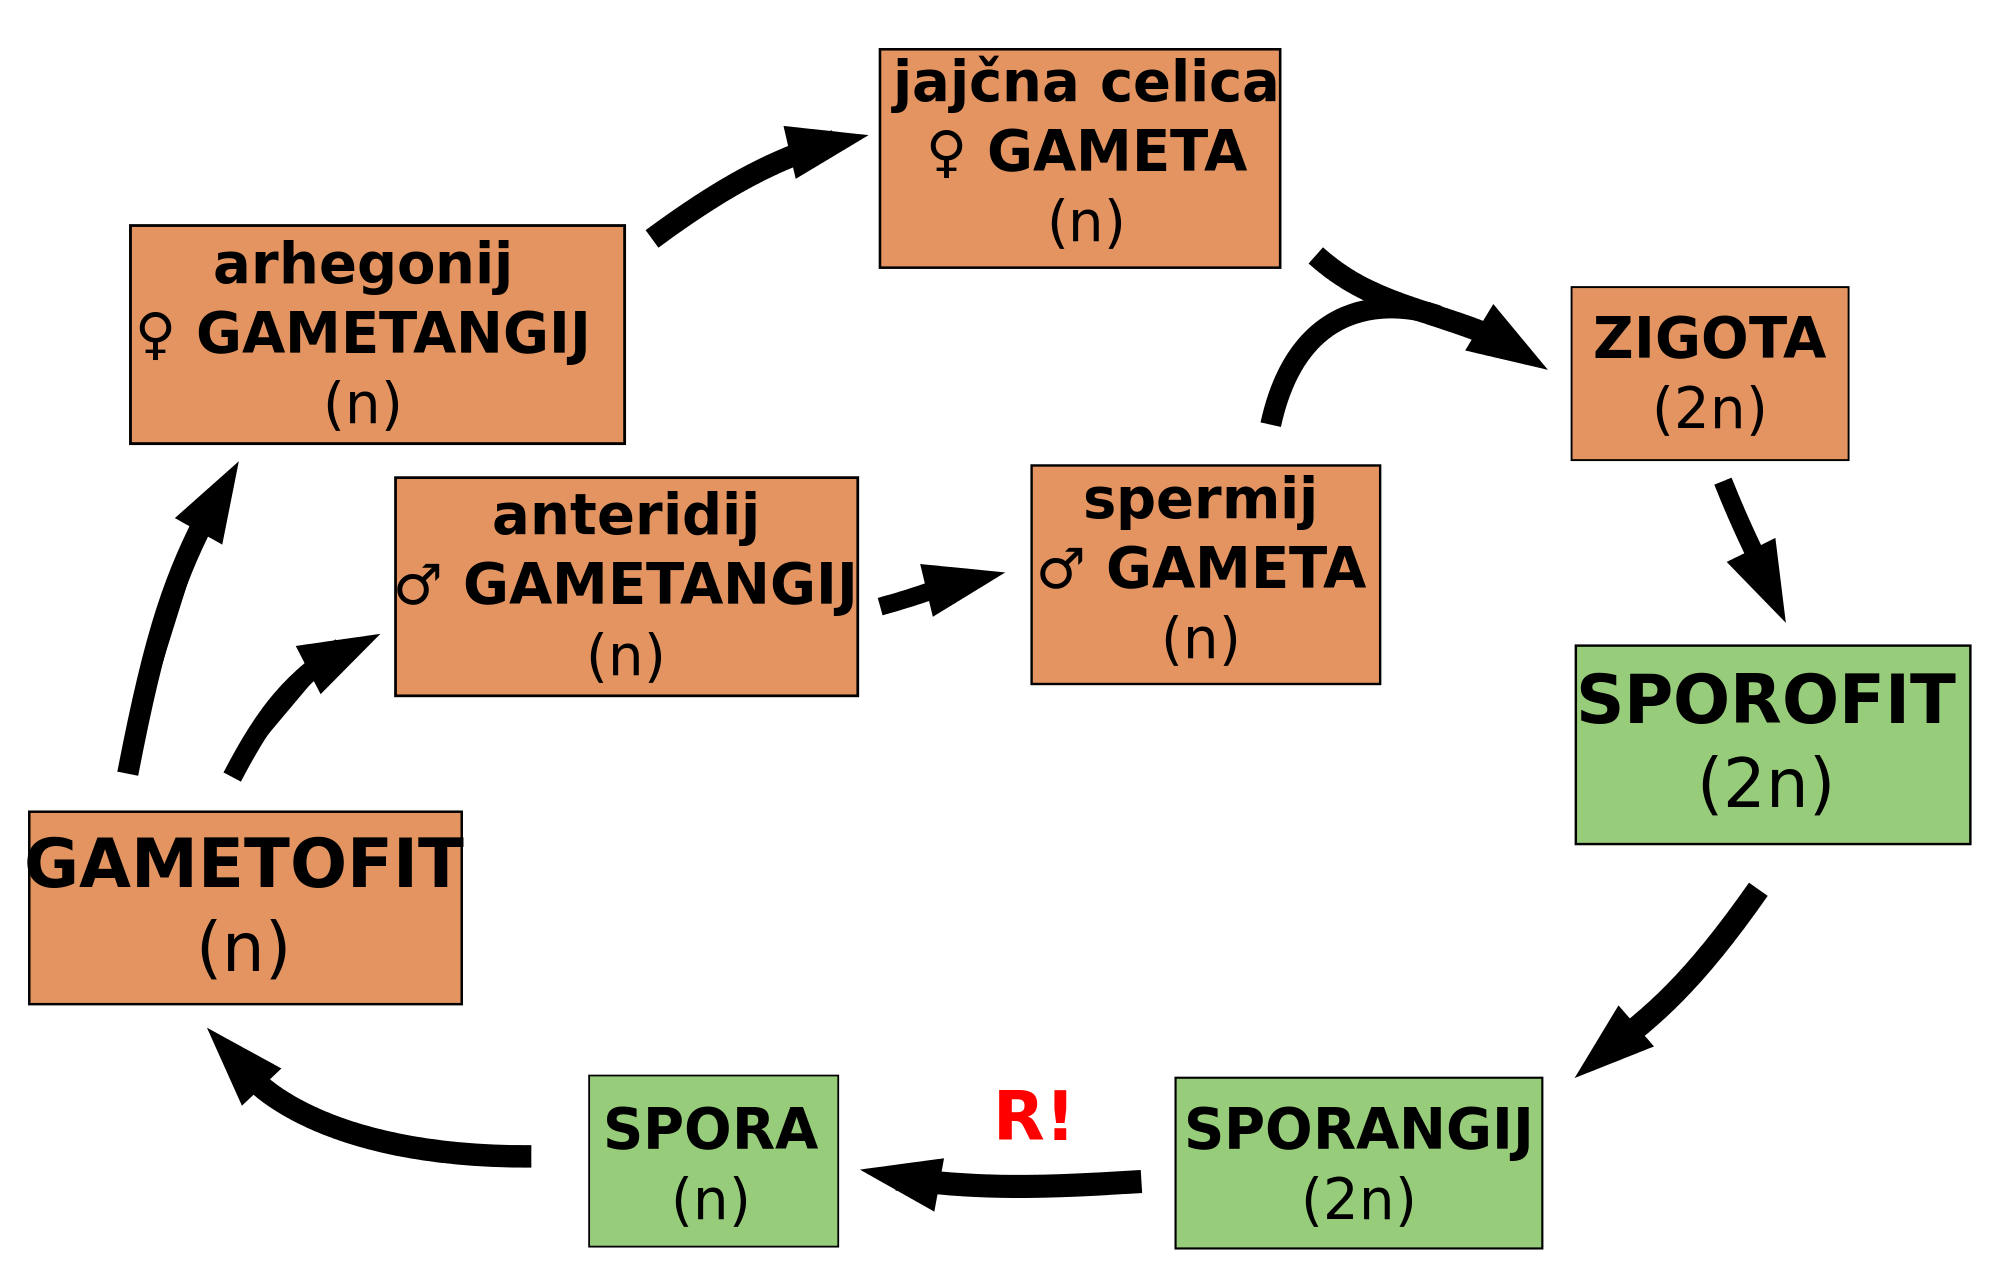 jajčna celica
♀ GAMETA
(n)
arhegonij
♀ GAMETANGIJ
(n)
ZIGOTA
(2n)
anteridij
♂ GAMETANGIJ
(n)
spermij
♂ GAMETA
(n)
SPOROFIT
(2n)
GAMETOFIT
(n)
SPORA
(n)
R!
SPORANGIJ
(2n)